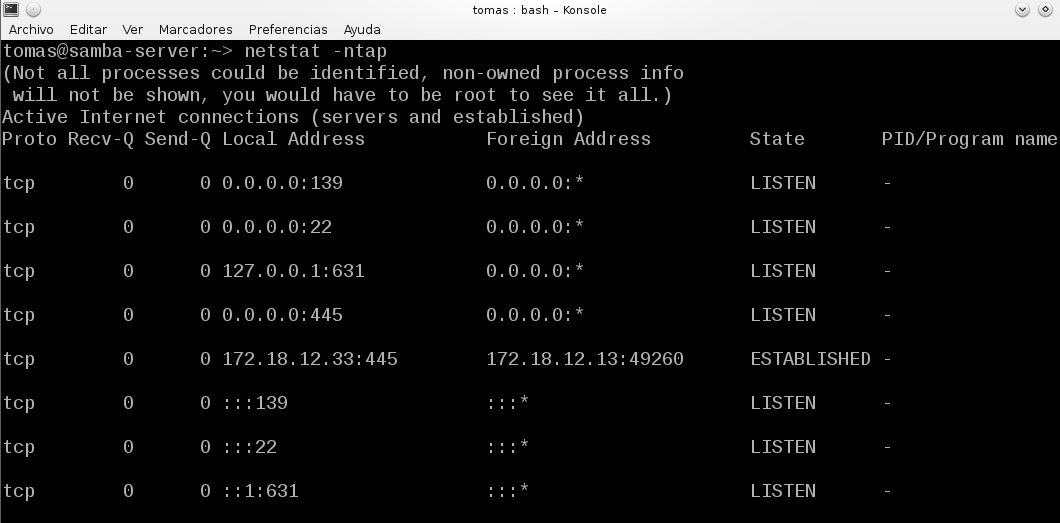 tomas : bash - Konsole
Archivo Editar Ver Marcadores Preferencias Ayuda
tomas@samba-server:~> netstat -ntap
(Not all processes could be identified, non-owned process info
 will not be shown, you would have to be root to see it all.)
Active Internet connections (servers and established)
Proto Recv-Q Send-Q Local Address           Foreign Address         State       PID/Program name
tcp        0      0 0.0.0.0:139             0.0.0.0:*               LISTEN      -
tcp        0      0 0.0.0.0:22              0.0.0.0:*               LISTEN      -
tcp        0      0 127.0.0.1:631           0.0.0.0:*               LISTEN      -
tcp        0      0 0.0.0.0:445             0.0.0.0:*               LISTEN      -
tcp        0      0 172.18.12.33:445        172.18.12.13:49260      ESTABLISHED -
tcp        0      0 :::139                  :::*                    LISTEN      -
tcp        0      0 :::22                   :::*                    LISTEN      -
tcp        0      0 ::1:631                 :::*                    LISTEN      -